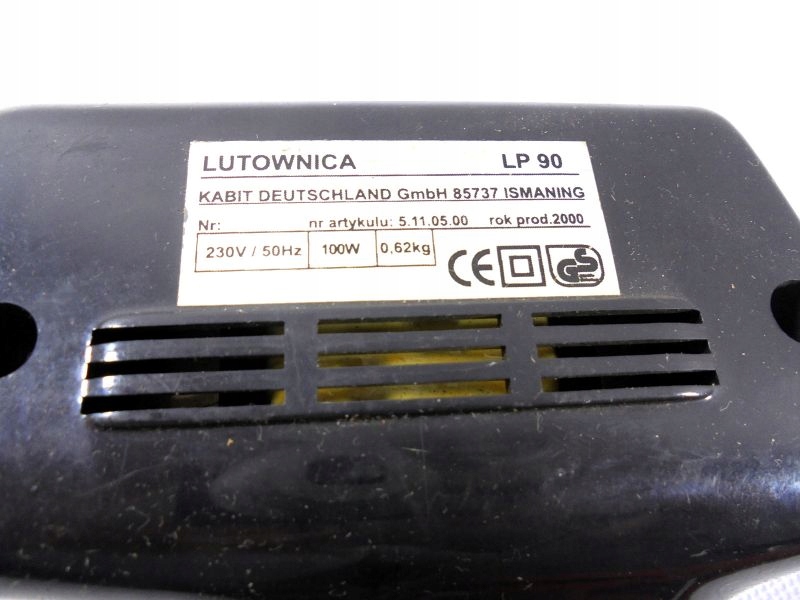 LUTOWNICA LP 90
KABIT DEUTSCHLAND GmbH 85737 ISMANING
Nr: nr artykulu: 5.11.05.00 rok prod.2000
230V / 50Hz 100W 0,62kg CE GS